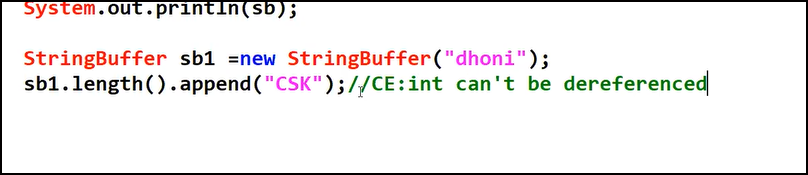 System.out.println(sb);
StringBuffer sb1 =new StringBuffer("dhoni");
sb1.length().append("CSK");//CE:int can't be dereferenced